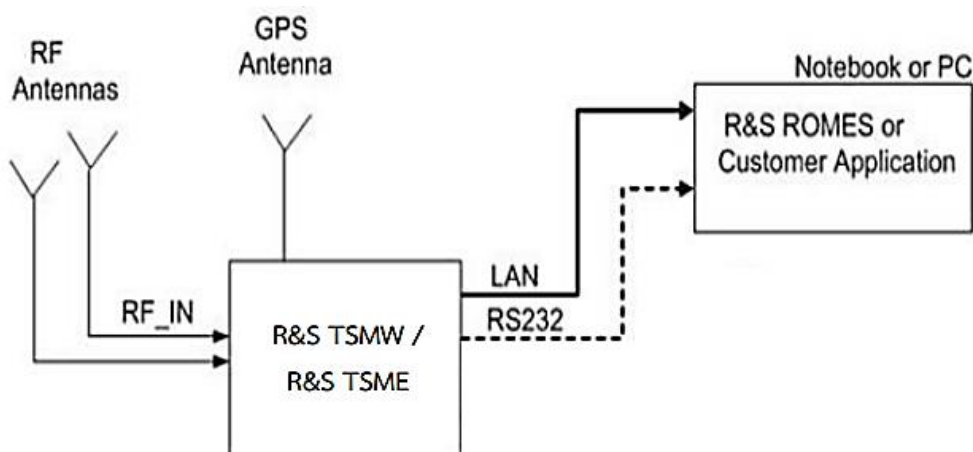 RF
Antennas
GPS
Antenna
Notebook or PC
R&S ROMES or
Customer Application
LAN
RF_IN
RS232
R&S TSMW /
R&S TSME